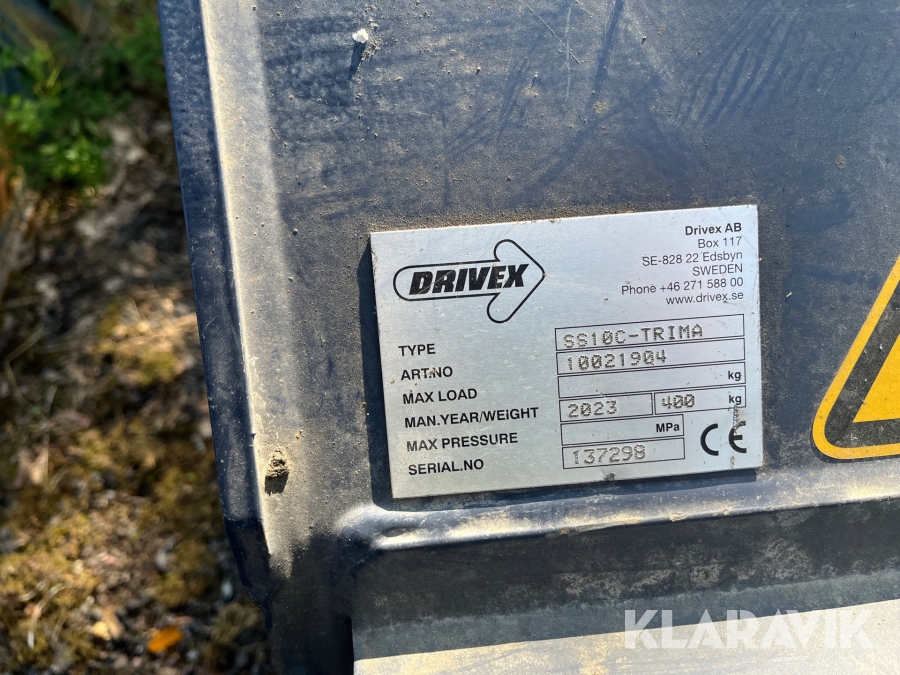 DRIVEX
Drivex AB
Box 117
SE-828 22 Edsbyn
SWEDEN
Phone +46 271 588 00
www.drivex.se
TYPE SS10C-TRIMA
ART.NO 10021904
MAX LOAD kg
MAN.YEAR/WEIGHT 2023 400 kg
MAX PRESSURE MPa
SERIAL.NO 137298
CE
KLARAVIK